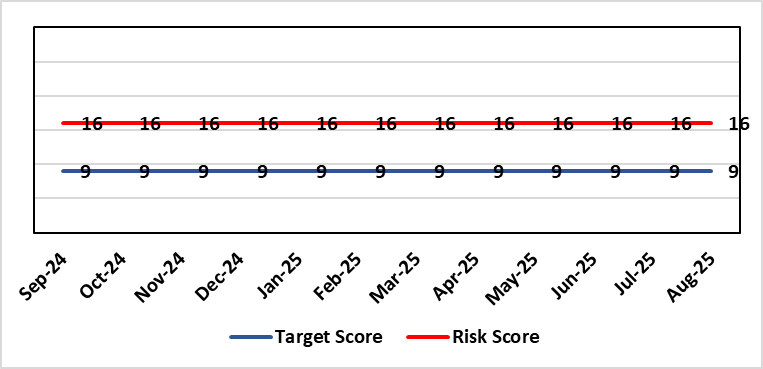 16 16 16 16 16 16 16 16 16 16 16 16
9 9 9 9 9 9 9 9 9 9 9 9
Sep-24 Oct-24 Nov-24 Dec-24 Jan-25 Feb-25 Mar-25 Apr-25 May-25 Jun-25 Jul-25 Aug-25
Target Score Risk Score